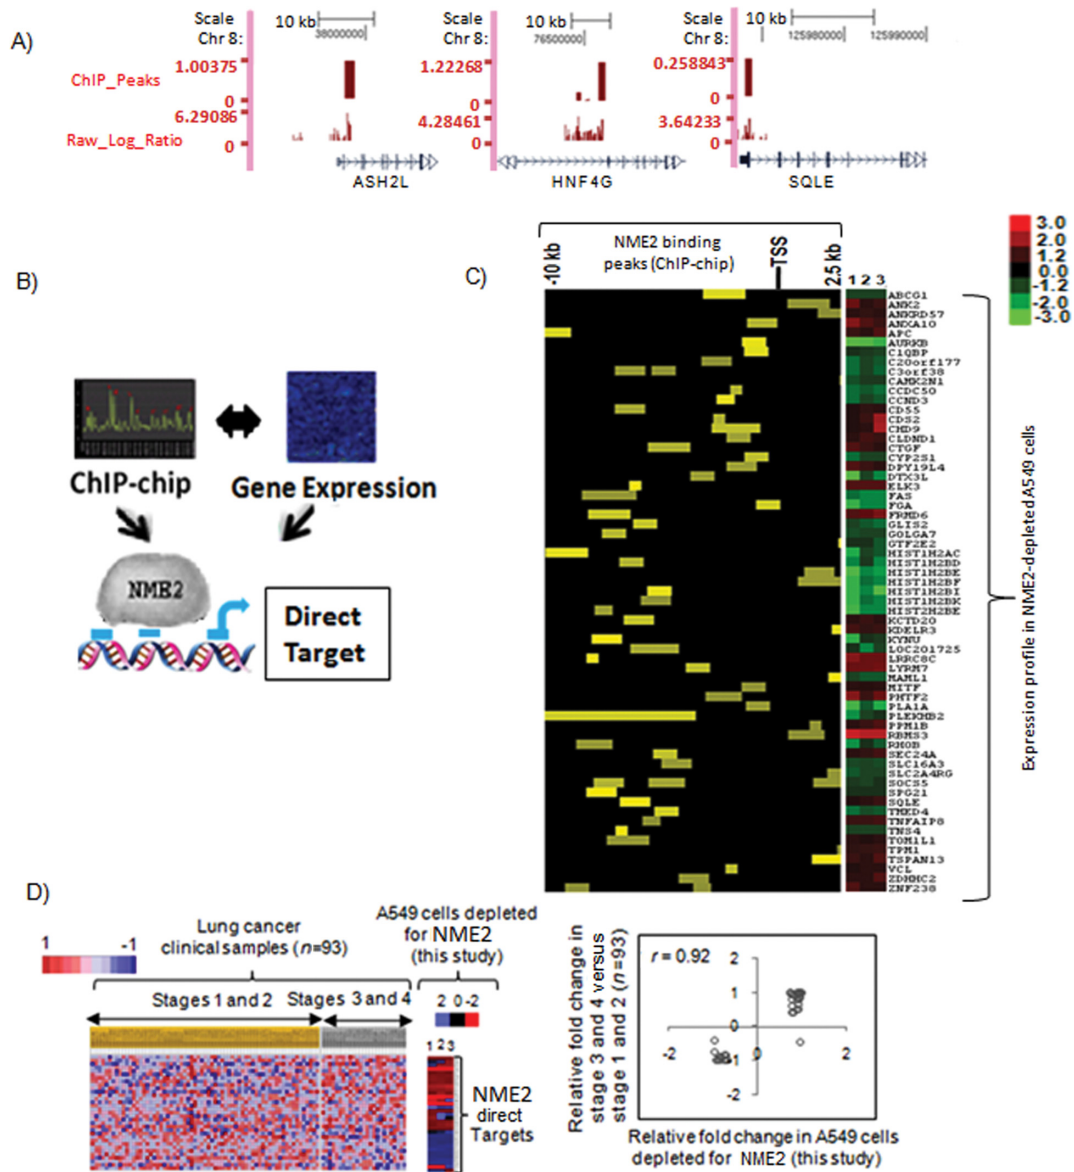 A)
Scale
Chr 8:
10 kb
38000000
Scale
Chr 8:
10 kb
76500000
Scale
Chr 8:
10 kb
125980000
125990000
ChIP_Peaks
1.00375
0
1.22268
0
0.258843
0
Raw_Log_Ratio
6.29086
0
4.28461
0
3.64233
0
ASH2L
HNF4G
SQLE
B)
ChIP-chip
Gene Expression
NME2
Direct
Target
C)
-10 kb
NME2 binding
peaks (ChIP-chip)
TSS
2.5 kb
3.0
2.0
1.2
0.0
-1.2
-2.0
-3.0
1 2 3
ABCG1
ANK2
ANKRD57
ANXA10
APC
AURKB
C1QBP
C20orf177
C3orf38
CAMK2N1
CCDC50
CCND3
CD55
CDS2
CHD9
CLDND1
CTGF
CYP2S1
DPY19L4
DTX3L
ELK3
FAS
FGA
FRMD6
GLIS2
GOLGA7
GTF2E2
HIST1H2AC
HIST1H2BD
HIST1H2BE
HIST1H2BF
HIST1H2BI
HIST1H2BK
HIST2H2BE
KCTD20
KDELR3
KYNU
LOC201725
LRRC8C
LYRM7
MAML1
MITF
PHTF2
PLA1A
PLEKHB2
PPM1B
RBMS3
RHOB
SEC24A
SLC16A3
SLC2A4RG
SOCS5
SPG21
SQLE
TMED4
TNFAIP8
TNS4
TOM1L1
TPM1
TSPAN13
VCL
ZDHHC2
ZNF238
Expression profile in NME2-depleted A549 cells
D)
1
-1
Lung cancer
clinical samples (n=93)
Stages 1 and 2
Stages 3 and 4
A549 cells depleted
for NME2
(this study)
2 0 -2
1 2 3
NME2
direct
Targets
Relative fold change in
stage 3 and 4 versus
stage 1 and 2 (n=93)
r = 0.92
2
1
0
-1
-2
-2
0
2
Relative fold change in A549 cells
depleted for NME2 (this study)